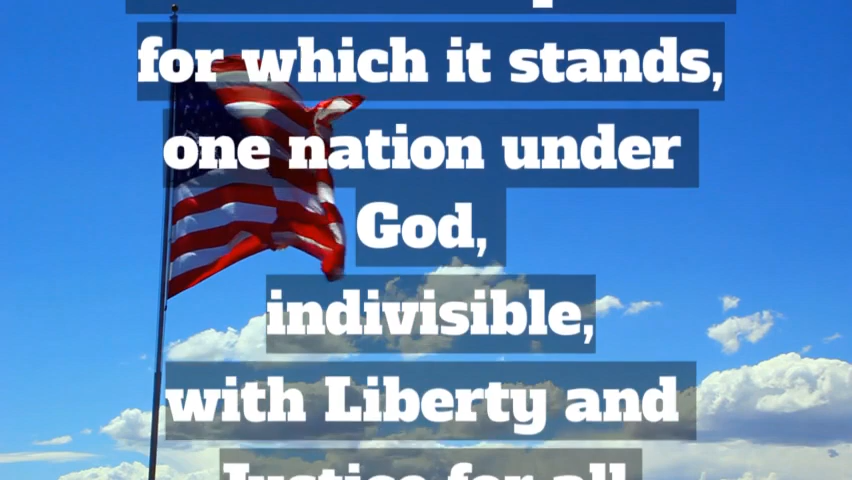 for which it stands,
one nation under
God,
indivisible,
with Liberty and
Justice for all